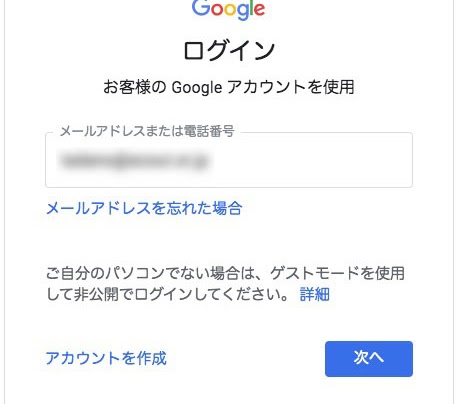 Google
ログイン
お客様の Google アカウントを使用
メールアドレスまたは電話番号
メールアドレスを忘れた場合
ご自分のパソコンでない場合は、ゲストモードを使用
して非公開でログインしてください。 詳細
アカウントを作成
次へ